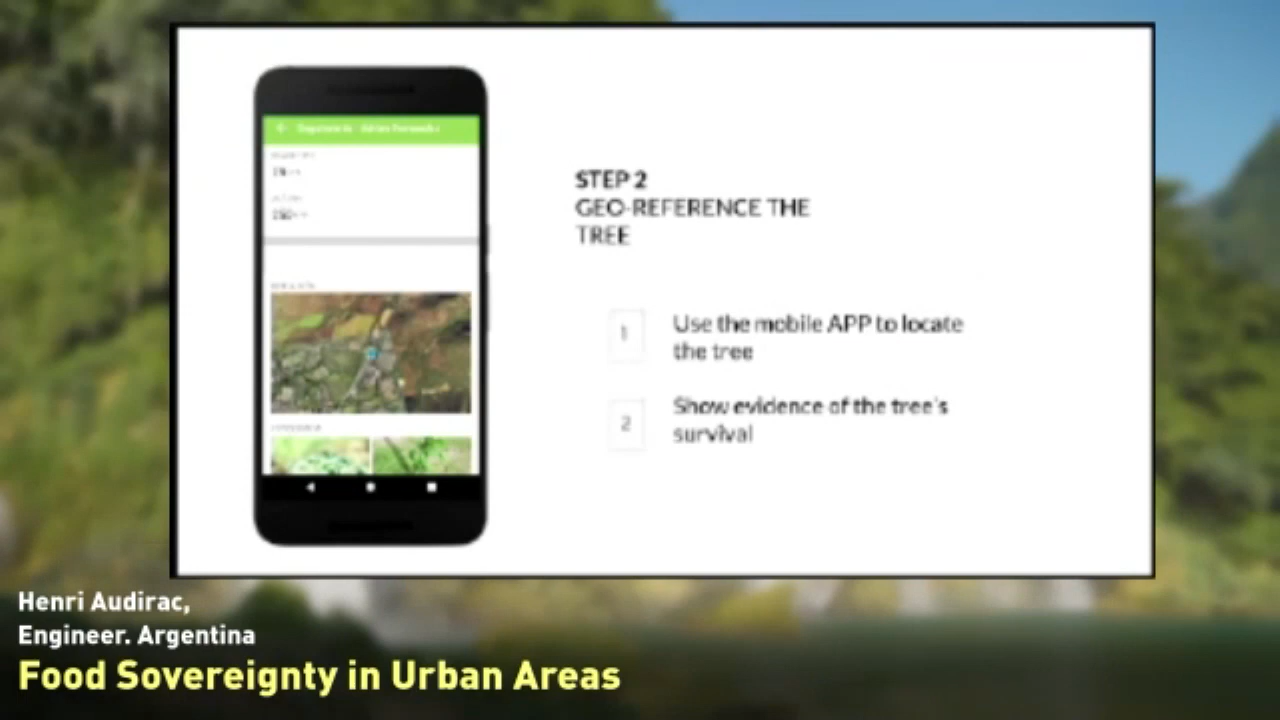 STEP 2
GEO-REFERENCE THE
TREE
1
Use the mobile APP to locate
the tree
2
Show evidence of the tree's
survival
Henri Audirac,
Engineer. Argentina
Food Sovereignty in Urban Areas